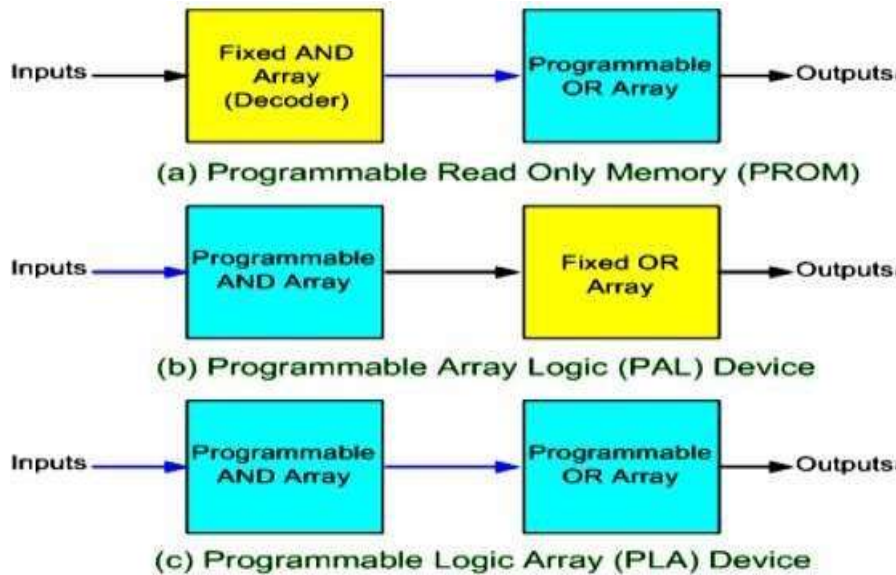 Inputs
Fixed AND
Array
(Decoder)
Programmable
OR Array
Outputs
(a) Programmable Read Only Memory (PROM)
Inputs
Programmable
AND Array
Fixed OR
Array
Outputs
(b) Programmable Array Logic (PAL) Device
Inputs
Programmable
AND Array
Programmable
OR Array
Outputs
(c) Programmable Logic Array (PLA) Device